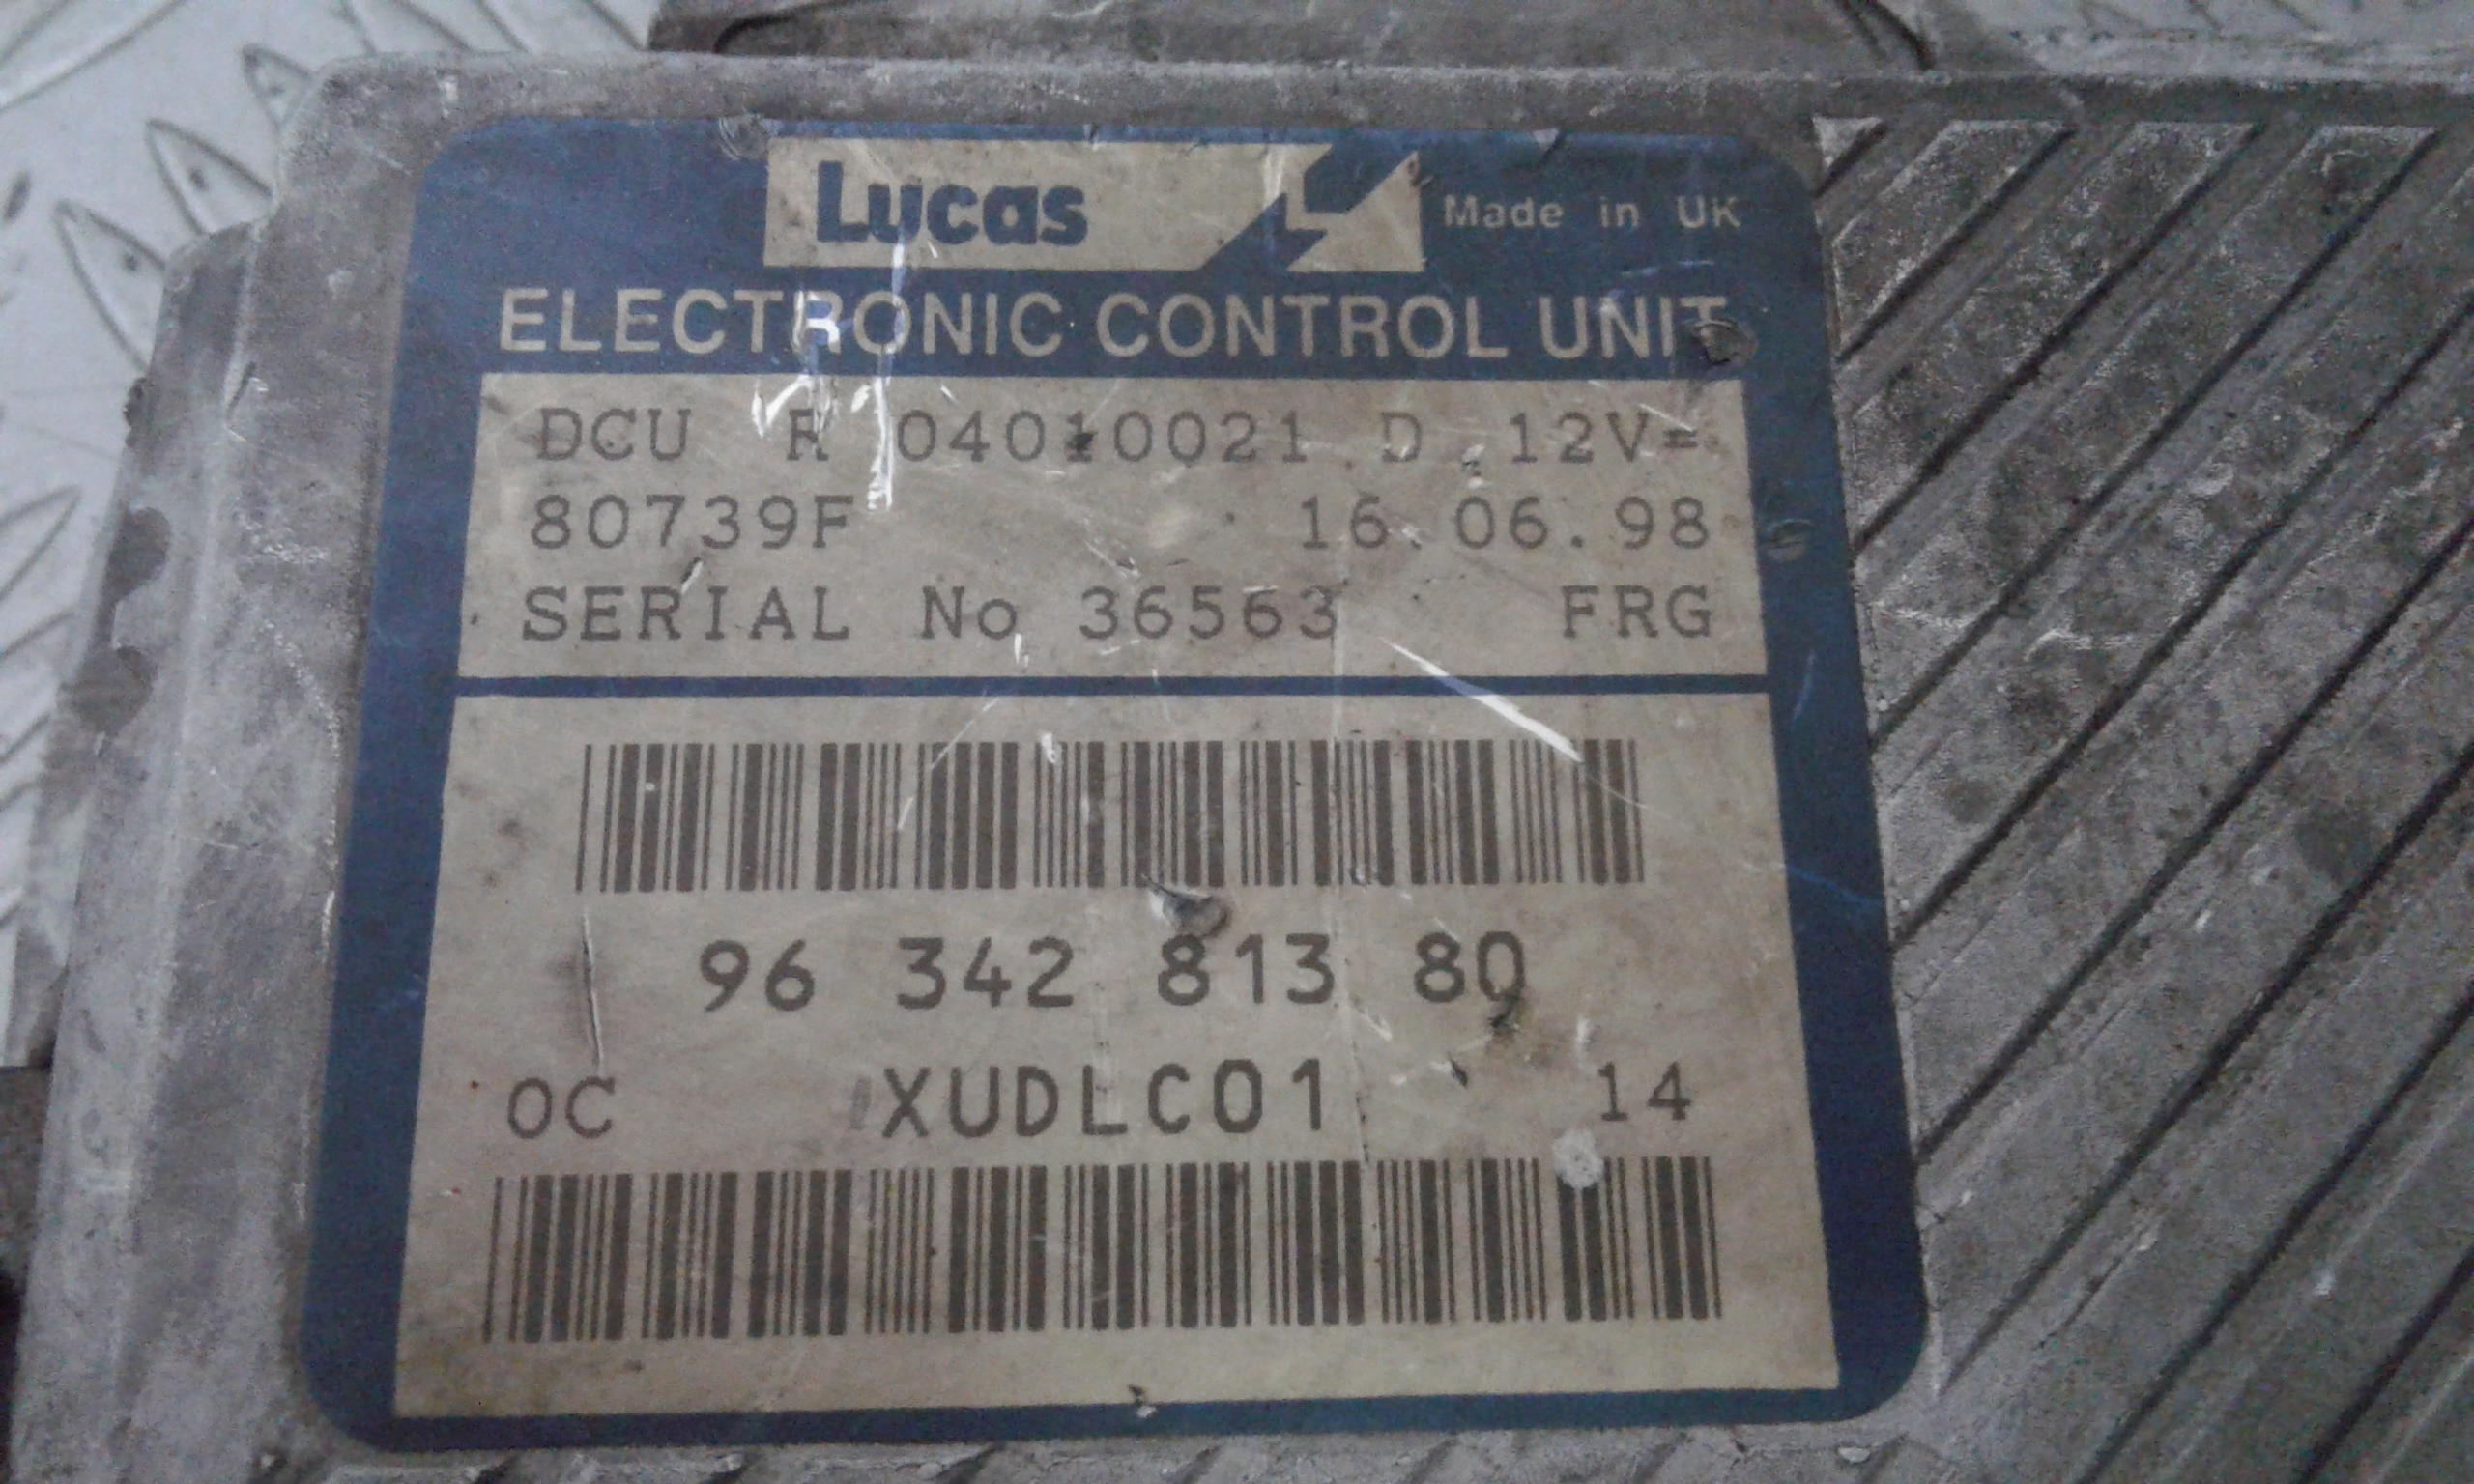 Lucas Made in UK
ELECTRONIC CONTROL UNIT
DCU R 04010021 D 12V=
80739F 16.06.98
SERIAL No 36563 FRG
96 342 813 80
0C XUDLC01 14